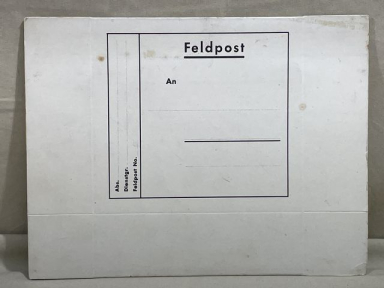 Feldpost
An
Abs.
Dienstgr.
Feldpost No.